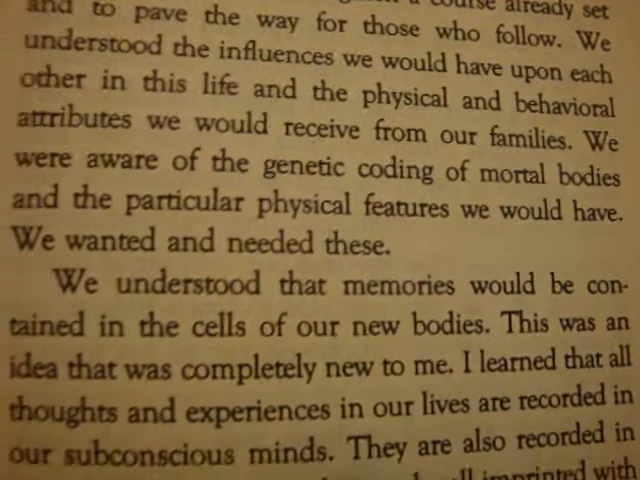 and to pave the way for those who follow. We
understood the influences we would have upon each
other in this life and the physical and behavioral
attributes we would receive from our families. We
were aware of the genetic coding of mortal bodies
and the particular physical features we would have.
We wanted and needed these.
We understood that memories would be con-
tained in the cells of our new bodies. This was an
idea that was completely new to me. I learned that all
thoughts and experiences in our lives are recorded in
our subconscious minds. They are also recorded in